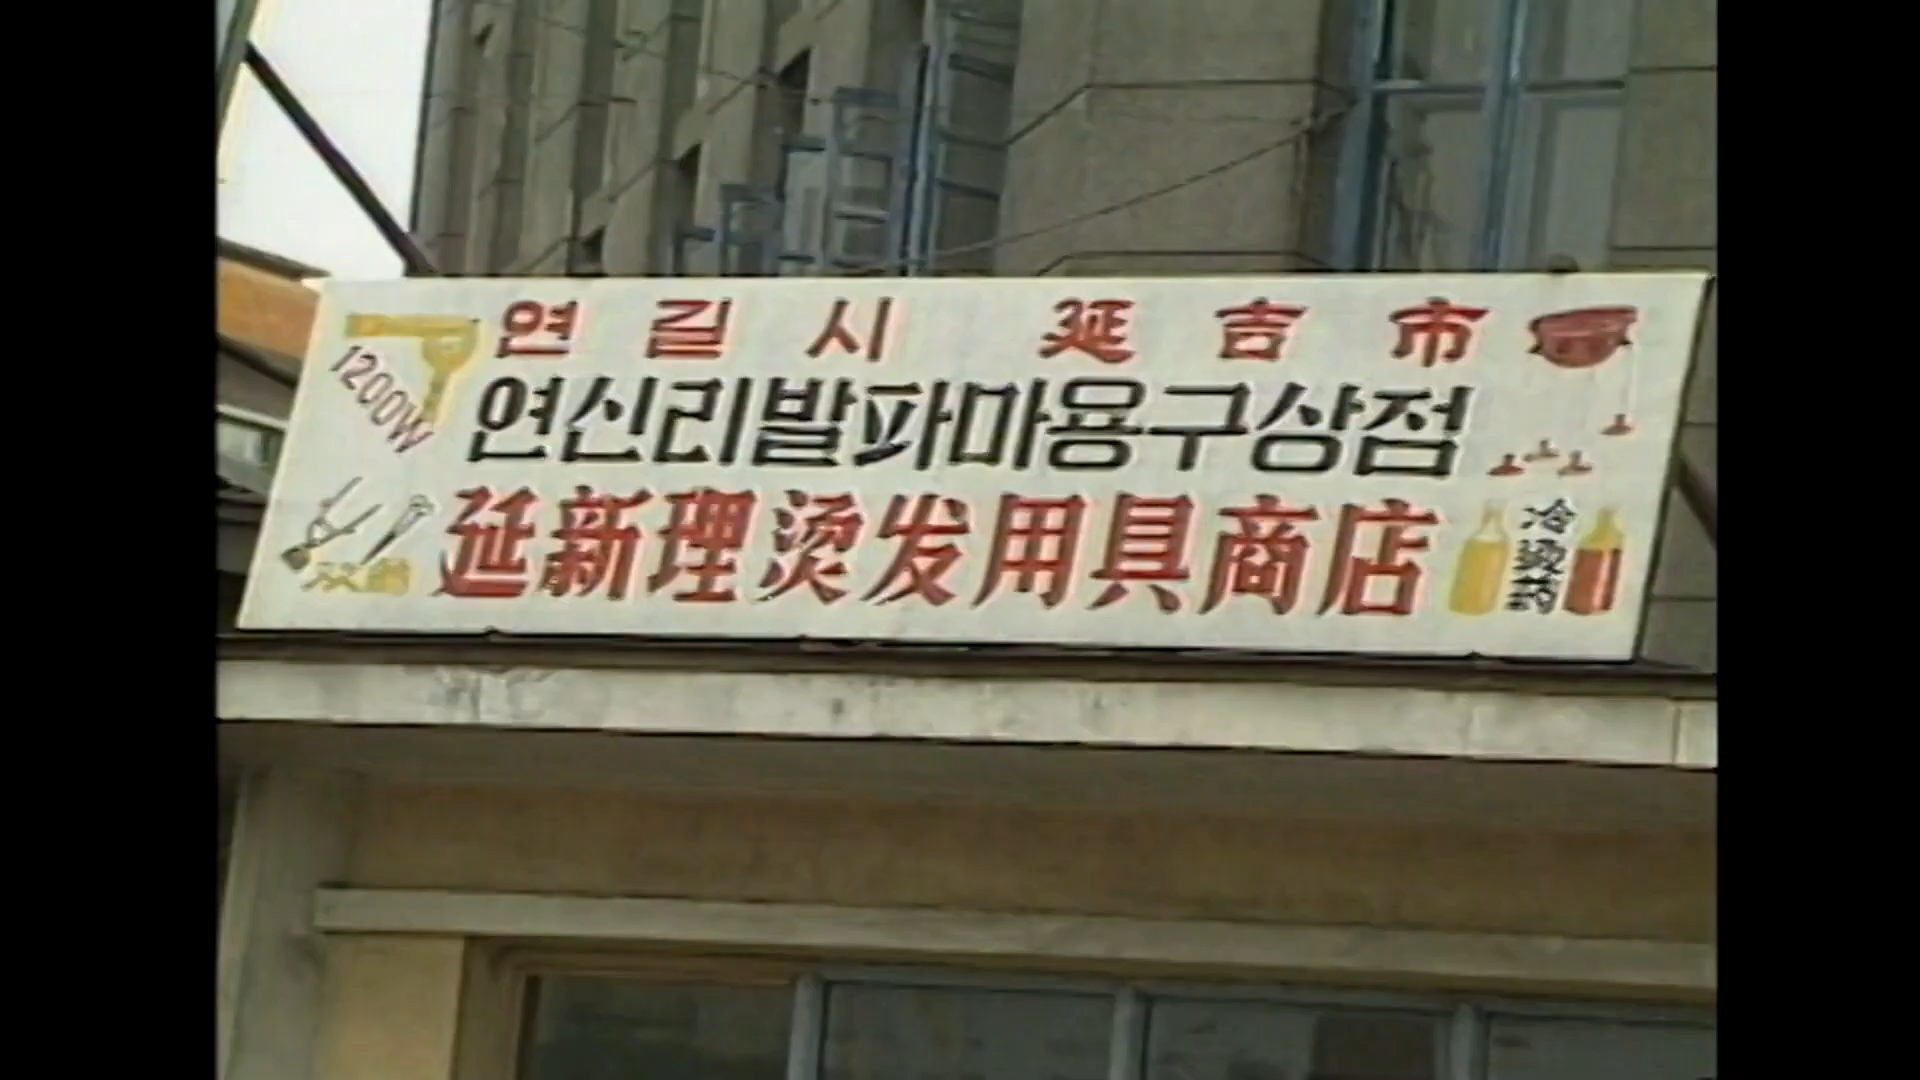 연길시 延吉市
1200W
연신리발파마용구상점
延新理烫发用具商店
冷烫药